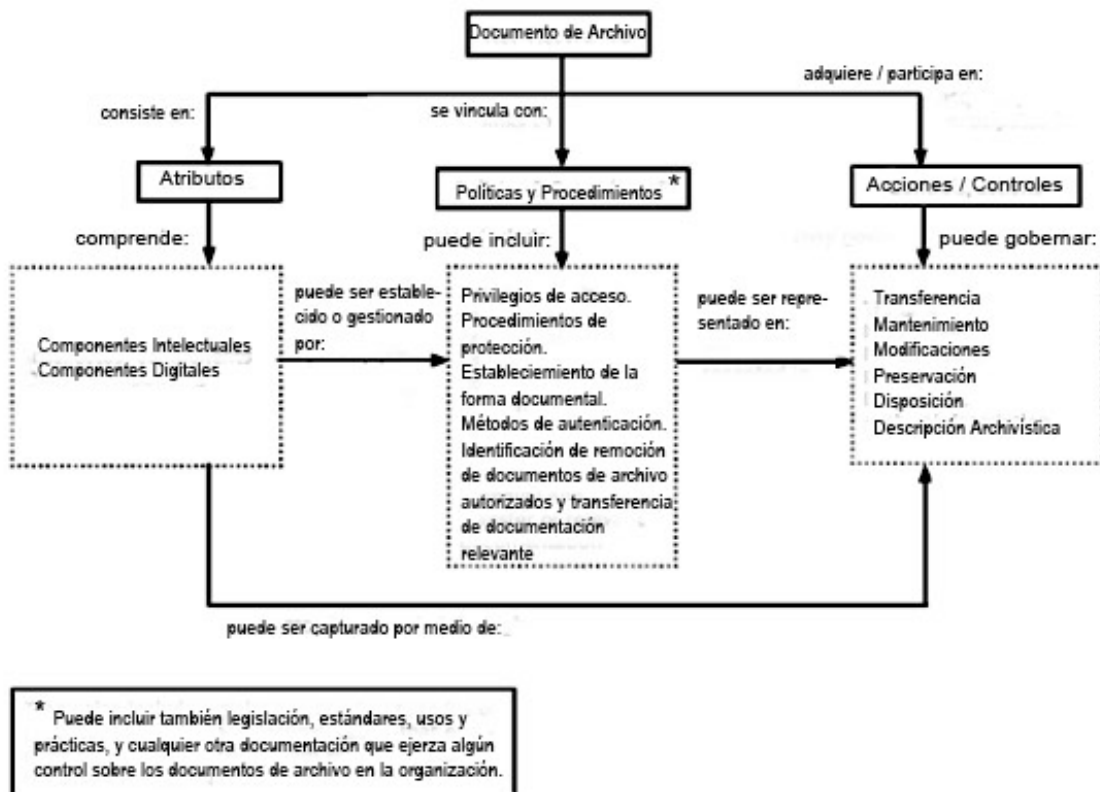 Documento de Archivo
adquiere / participa en:
consiste en:
se vincula con:
Atributos
Políticas y Procedimientos *
Acciones / Controles
comprende:
puede incluir:
puede gobernar:
Componentes Intelectuales
Componentes Digitales
puede ser estable-
cido o gestionado
por:
Privilegios de acceso.
Procedimientos de
protección.
Estableciemiento de la
forma documental.
Métodos de autenticación.
Identificación de remoción
de documentos de archivo
autorizados y transferencia
de documentación
relevante
puede ser repre-
sentado en:
Transferencia
Mantenimiento
Modificaciones
Preservación
Disposición
Descripción Archivística
puede ser capturado por medio de:
* Puede incluir también legislación, estándares, usos y
prácticas, y cualquier otra documentación que ejerza algún
control sobre los documentos de archivo en la organización.